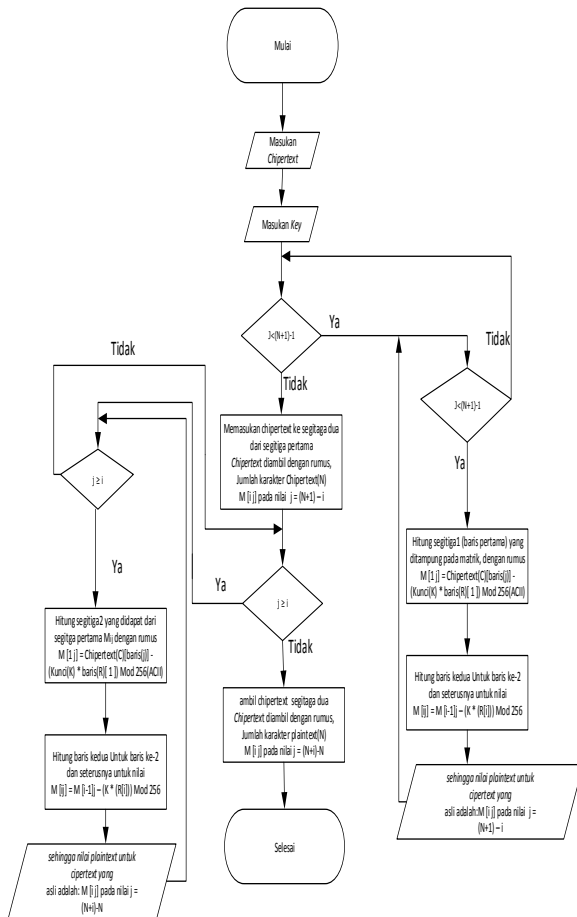 Mulai
Masukan
Chipertext
Masukan Key
J<(N+1)-1
Ya
Tidak
Tidak
J<(N+1)-1
Ya
Tidak
Memasukan chipertext ke segitaga dua
dari segitiga pertama
Chipertext diambil dengan rumus,
Jumlah karakter Chipertext(N)
M [i j] pada nilai j = (N+1) – i
Hitung segitiga1 (baris pertama) yang
ditampung pada matrik, dengan rumus
M [1 j] = Chipertext(C)[baris(j)] -
(Kunci(K) * baris(R)[ 1 ]) Mod 256(ACII)
Hitung baris kedua Untuk baris ke-2
dan seterusnya untuk nilai
M [ij] = M [i-1]j – (K * (R[i])) Mod 256
sehingga nilai plaintext untuk
cipertext yang
asli adalah:M [i j] pada nilai j =
(N+1) – i
j ≥ i
Ya
Hitung segitiga2 yang didapat dari
segitga pertama Mij dengan rumus
M [1 j] = Chipertext(C)[baris(j)] -
(Kunci(K) * baris(R)[ 1 ]) Mod 256(ACII)
Hitung baris kedua Untuk baris ke-2
dan seterusnya untuk nilai
M [ij] = M [i-1]j – (K * (R[i])) Mod 256
sehingga nilai plaintext untuk
cipertext yang
asli adalah: M [i j] pada nilai j =
(N+i)-N
j ≥ i
Ya
Tidak
ambil chipertext segitaga dua
Chipertext diambil dengan rumus,
Jumlah karakter plaintext(N)
M [i j] pada nilai j = (N+i)-N
Selesai